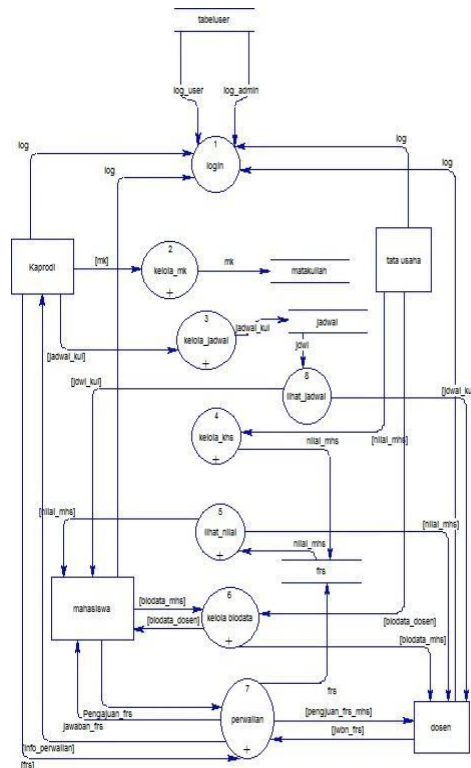 tabeluser
log_user
log_admin
1
login
log
log
log
log
Kaprodi
[mk]
2
kelola_mk
+
mk
matakuliah
tata usaha
3
kelola_jadwal
+
jadwal_kul
jadwal
[jadwal_kul]
jdwl
8
lihat_jadwal
[jdwl_kul]
[jdwal_kul]
4
kelola_khs
+
nilai_mhs
[nilai_mhs]
[nilai_mhs]
5
lihat_nilai
nilai_mhs
[nilai_mhs]
frs
mahasiswa
[biodata_mhs]
[biodata_dosen]
6
kelola biodata
+
[biodata_dosen]
[biodata_mhs]
frs
Pengajuan_frs
jawaban_frs
7
perwalian
+
[pengjuan_frs_mhs]
[jwbn_frs]
dosen
[info_perwalian]
[frs]